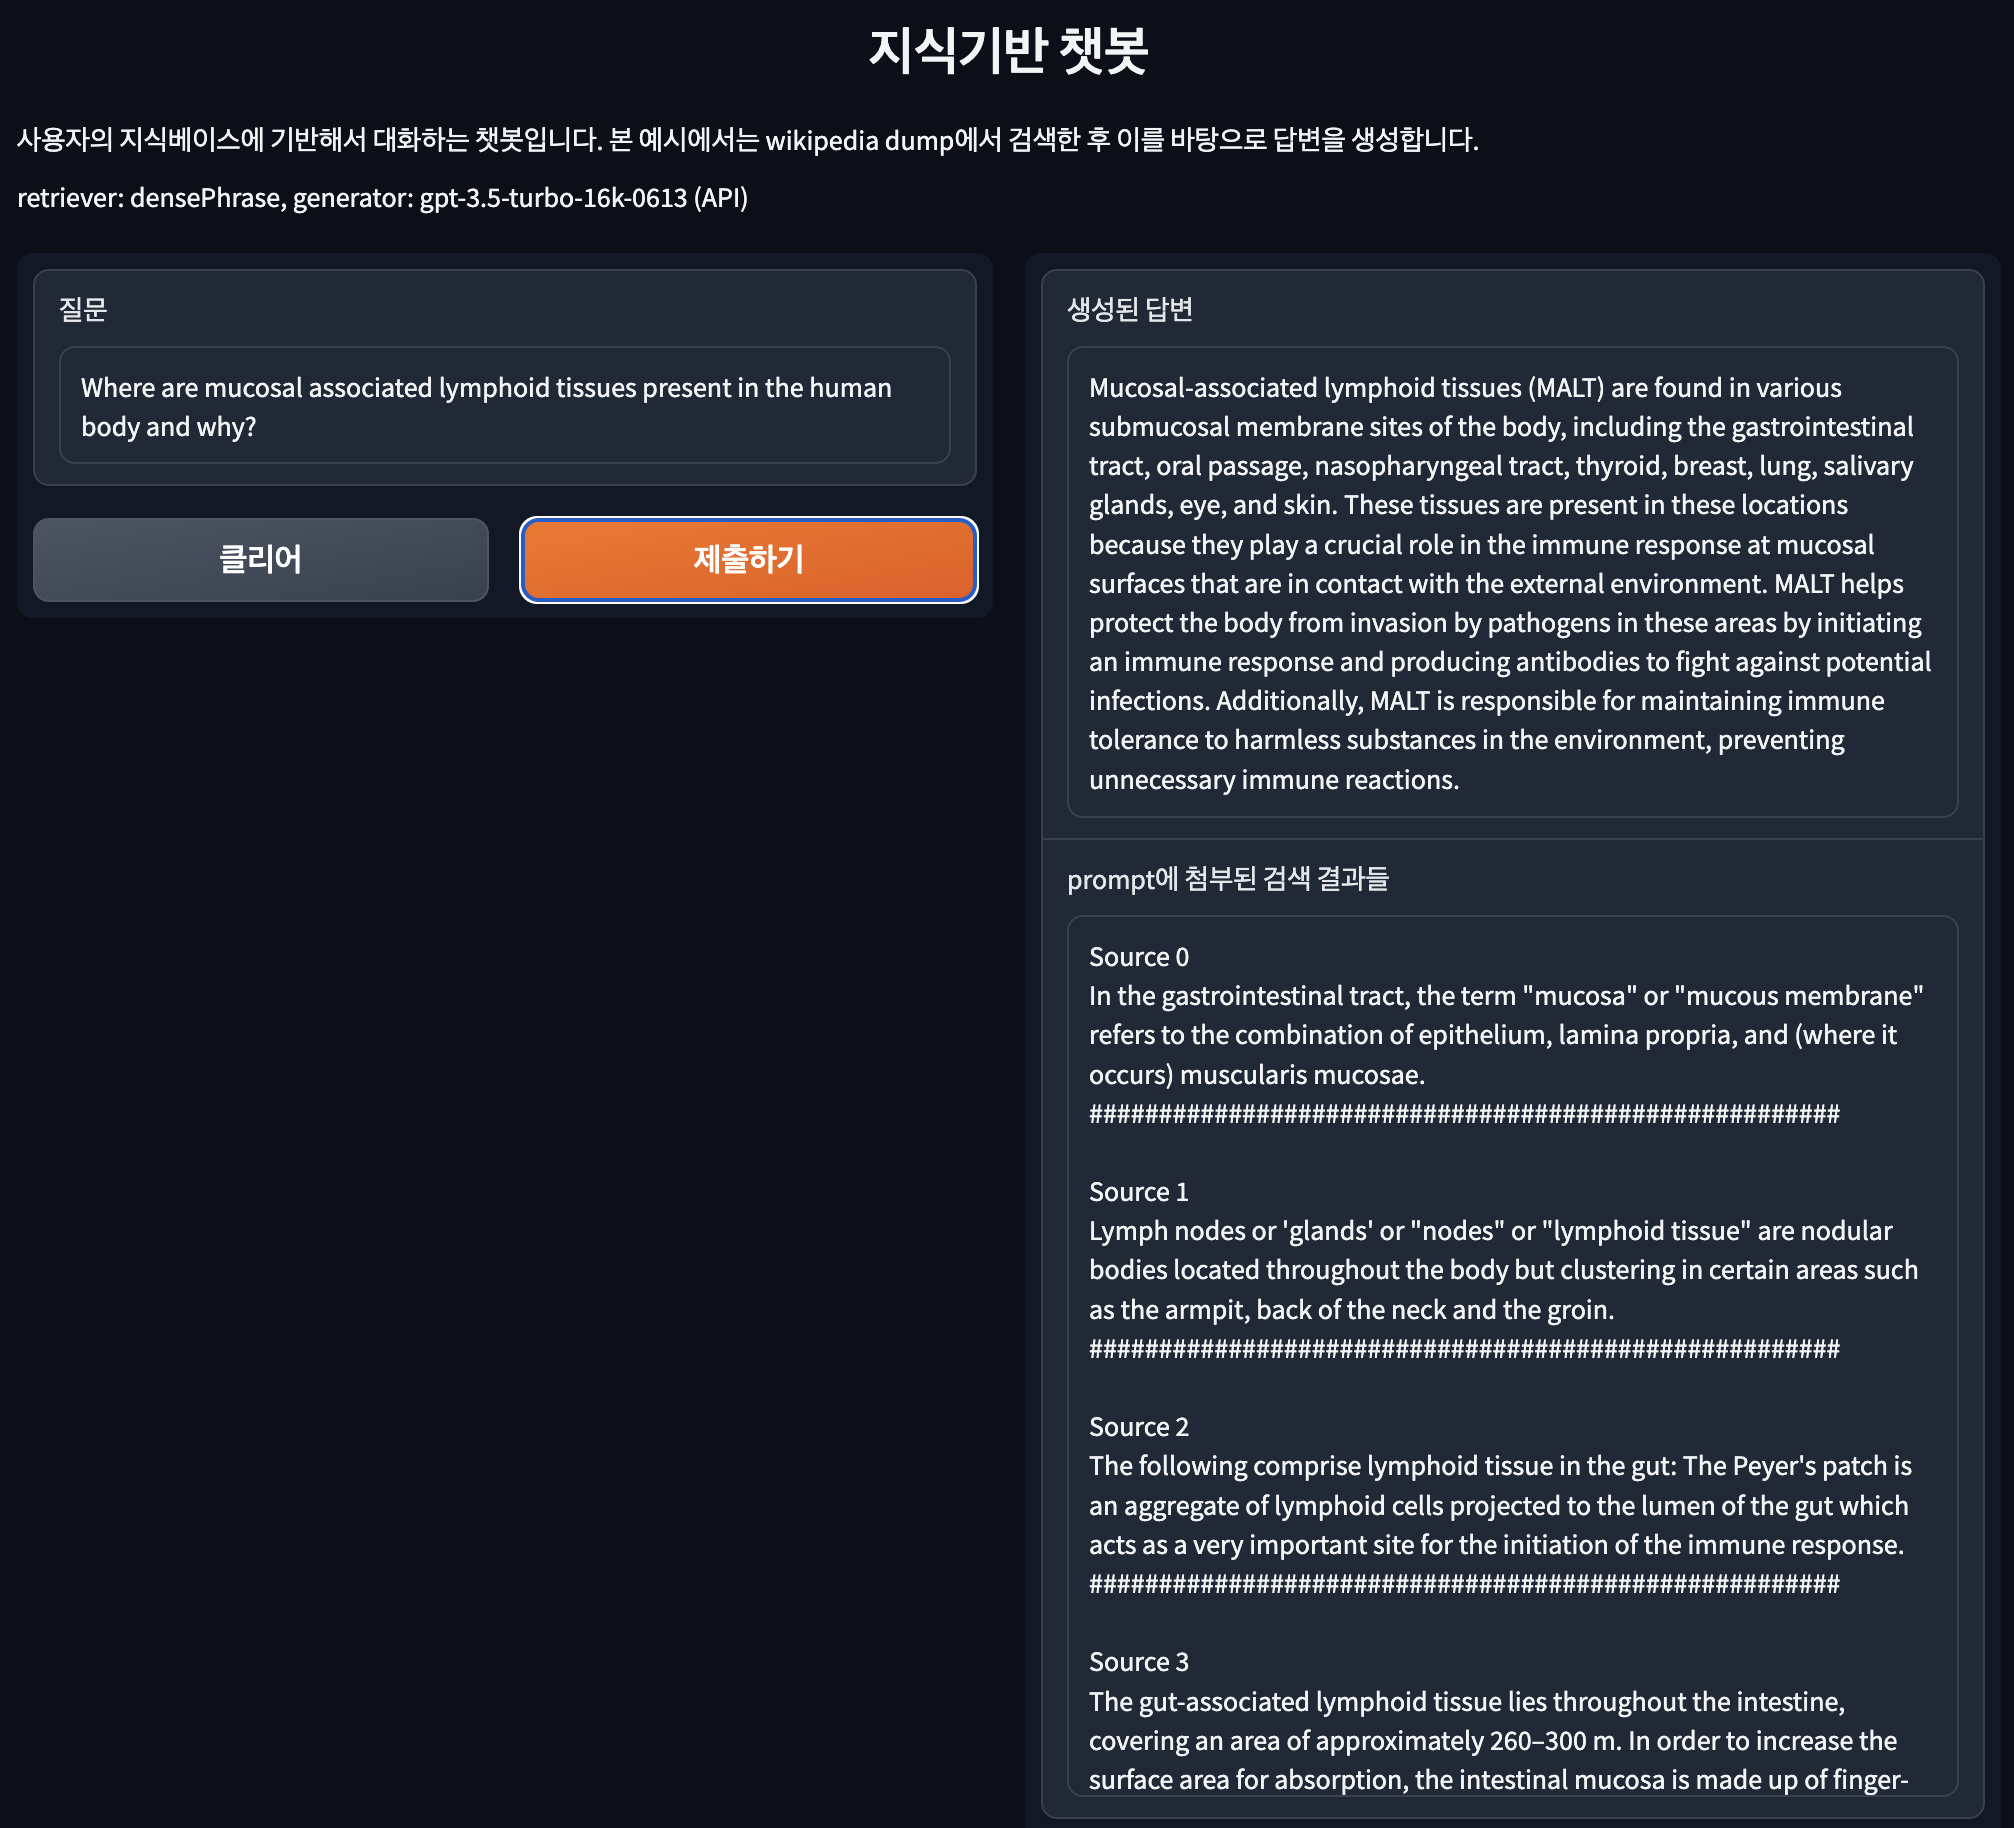 지식기반 챗봇
사용자의 지식베이스에 기반해서 대화하는 챗봇입니다. 본 예시에서는 wikipedia dump에서 검색한 후 이를 바탕으로 답변을 생성합니다.
retriever: densePhrase, generator: gpt-3.5-turbo-16k-0613 (API)
질문
Where are mucosal associated lymphoid tissues present in the human
body and why?
클리어
제출하기
생성된 답변
Mucosal-associated lymphoid tissues (MALT) are found in various
submucosal membrane sites of the body, including the gastrointestinal
tract, oral passage, nasopharyngeal tract, thyroid, breast, lung, salivary
glands, eye, and skin. These tissues are present in these locations
because they play a crucial role in the immune response at mucosal
surfaces that are in contact with the external environment. MALT helps
protect the body from invasion by pathogens in these areas by initiating
an immune response and producing antibodies to fight against potential
infections. Additionally, MALT is responsible for maintaining immune
tolerance to harmless substances in the environment, preventing
unnecessary immune reactions.
prompt에 첨부된 검색 결과들
Source 0
In the gastrointestinal tract, the term "mucosa" or "mucous membrane"
refers to the combination of epithelium, lamina propria, and (where it
occurs) muscularis mucosae.
######################################################
Source 1
Lymph nodes or 'glands' or "nodes" or "lymphoid tissue" are nodular
bodies located throughout the body but clustering in certain areas such
as the armpit, back of the neck and the groin.
######################################################
Source 2
The following comprise lymphoid tissue in the gut: The Peyer's patch is
an aggregate of lymphoid cells projected to the lumen of the gut which
acts as a very important site for the initiation of the immune response.
######################################################
Source 3
The gut-associated lymphoid tissue lies throughout the intestine,
covering an area of approximately 260–300 m. In order to increase the
surface area for absorption, the intestinal mucosa is made up of finger-